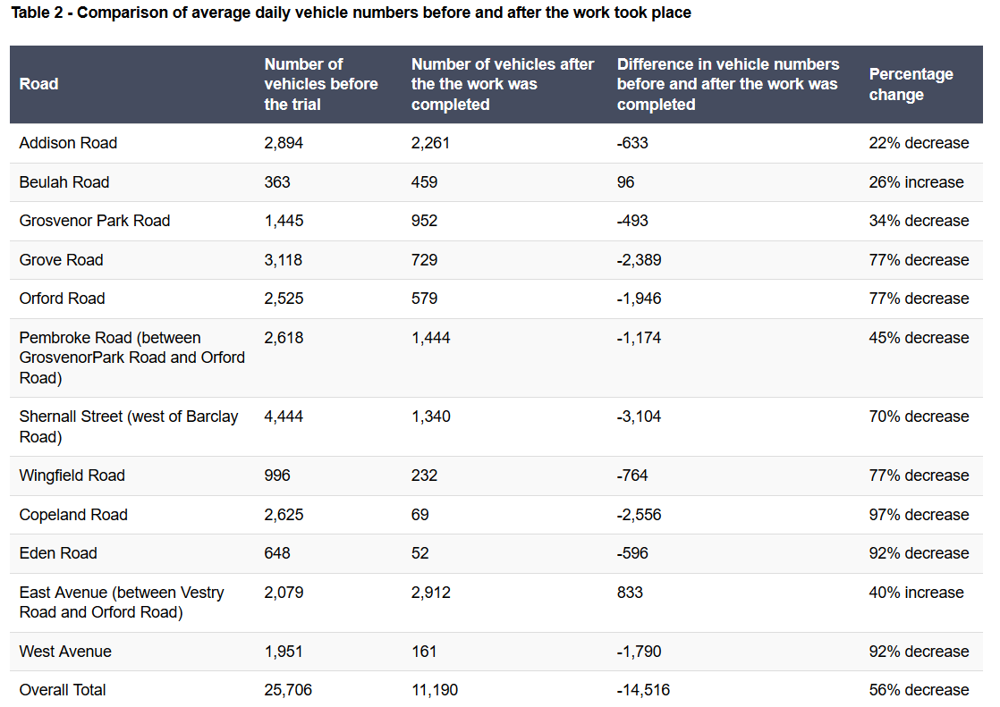 Table 2 - Comparison of average daily vehicle numbers before and after the work took place
Road
Number of
vehicles before
the trial
Number of vehicles after
the the work was
completed
Difference in vehicle numbers
before and after the work was
completed
Percentage
change
Addison Road 2,894 2,261 -633 22% decrease
Beulah Road 363 459 96 26% increase
Grosvenor Park Road 1,445 952 -493 34% decrease
Grove Road 3,118 729 -2,389 77% decrease
Orford Road 2,525 579 -1,946 77% decrease
Pembroke Road (between 2,618 1,444 -1,174 45% decrease
GrosvenorPark Road and Orford
Road)
Shernall Street (west of Barclay 4,444 1,340 -3,104 70% decrease
Road)
Wingfield Road 996 232 -764 77% decrease
Copeland Road 2,625 69 -2,556 97% decrease
Eden Road 648 52 -596 92% decrease
East Avenue (between Vestry 2,079 2,912 833 40% increase
Road and Orford Road)
West Avenue 1,951 161 -1,790 92% decrease
Overall Total 25,706 11,190 -14,516 56% decrease